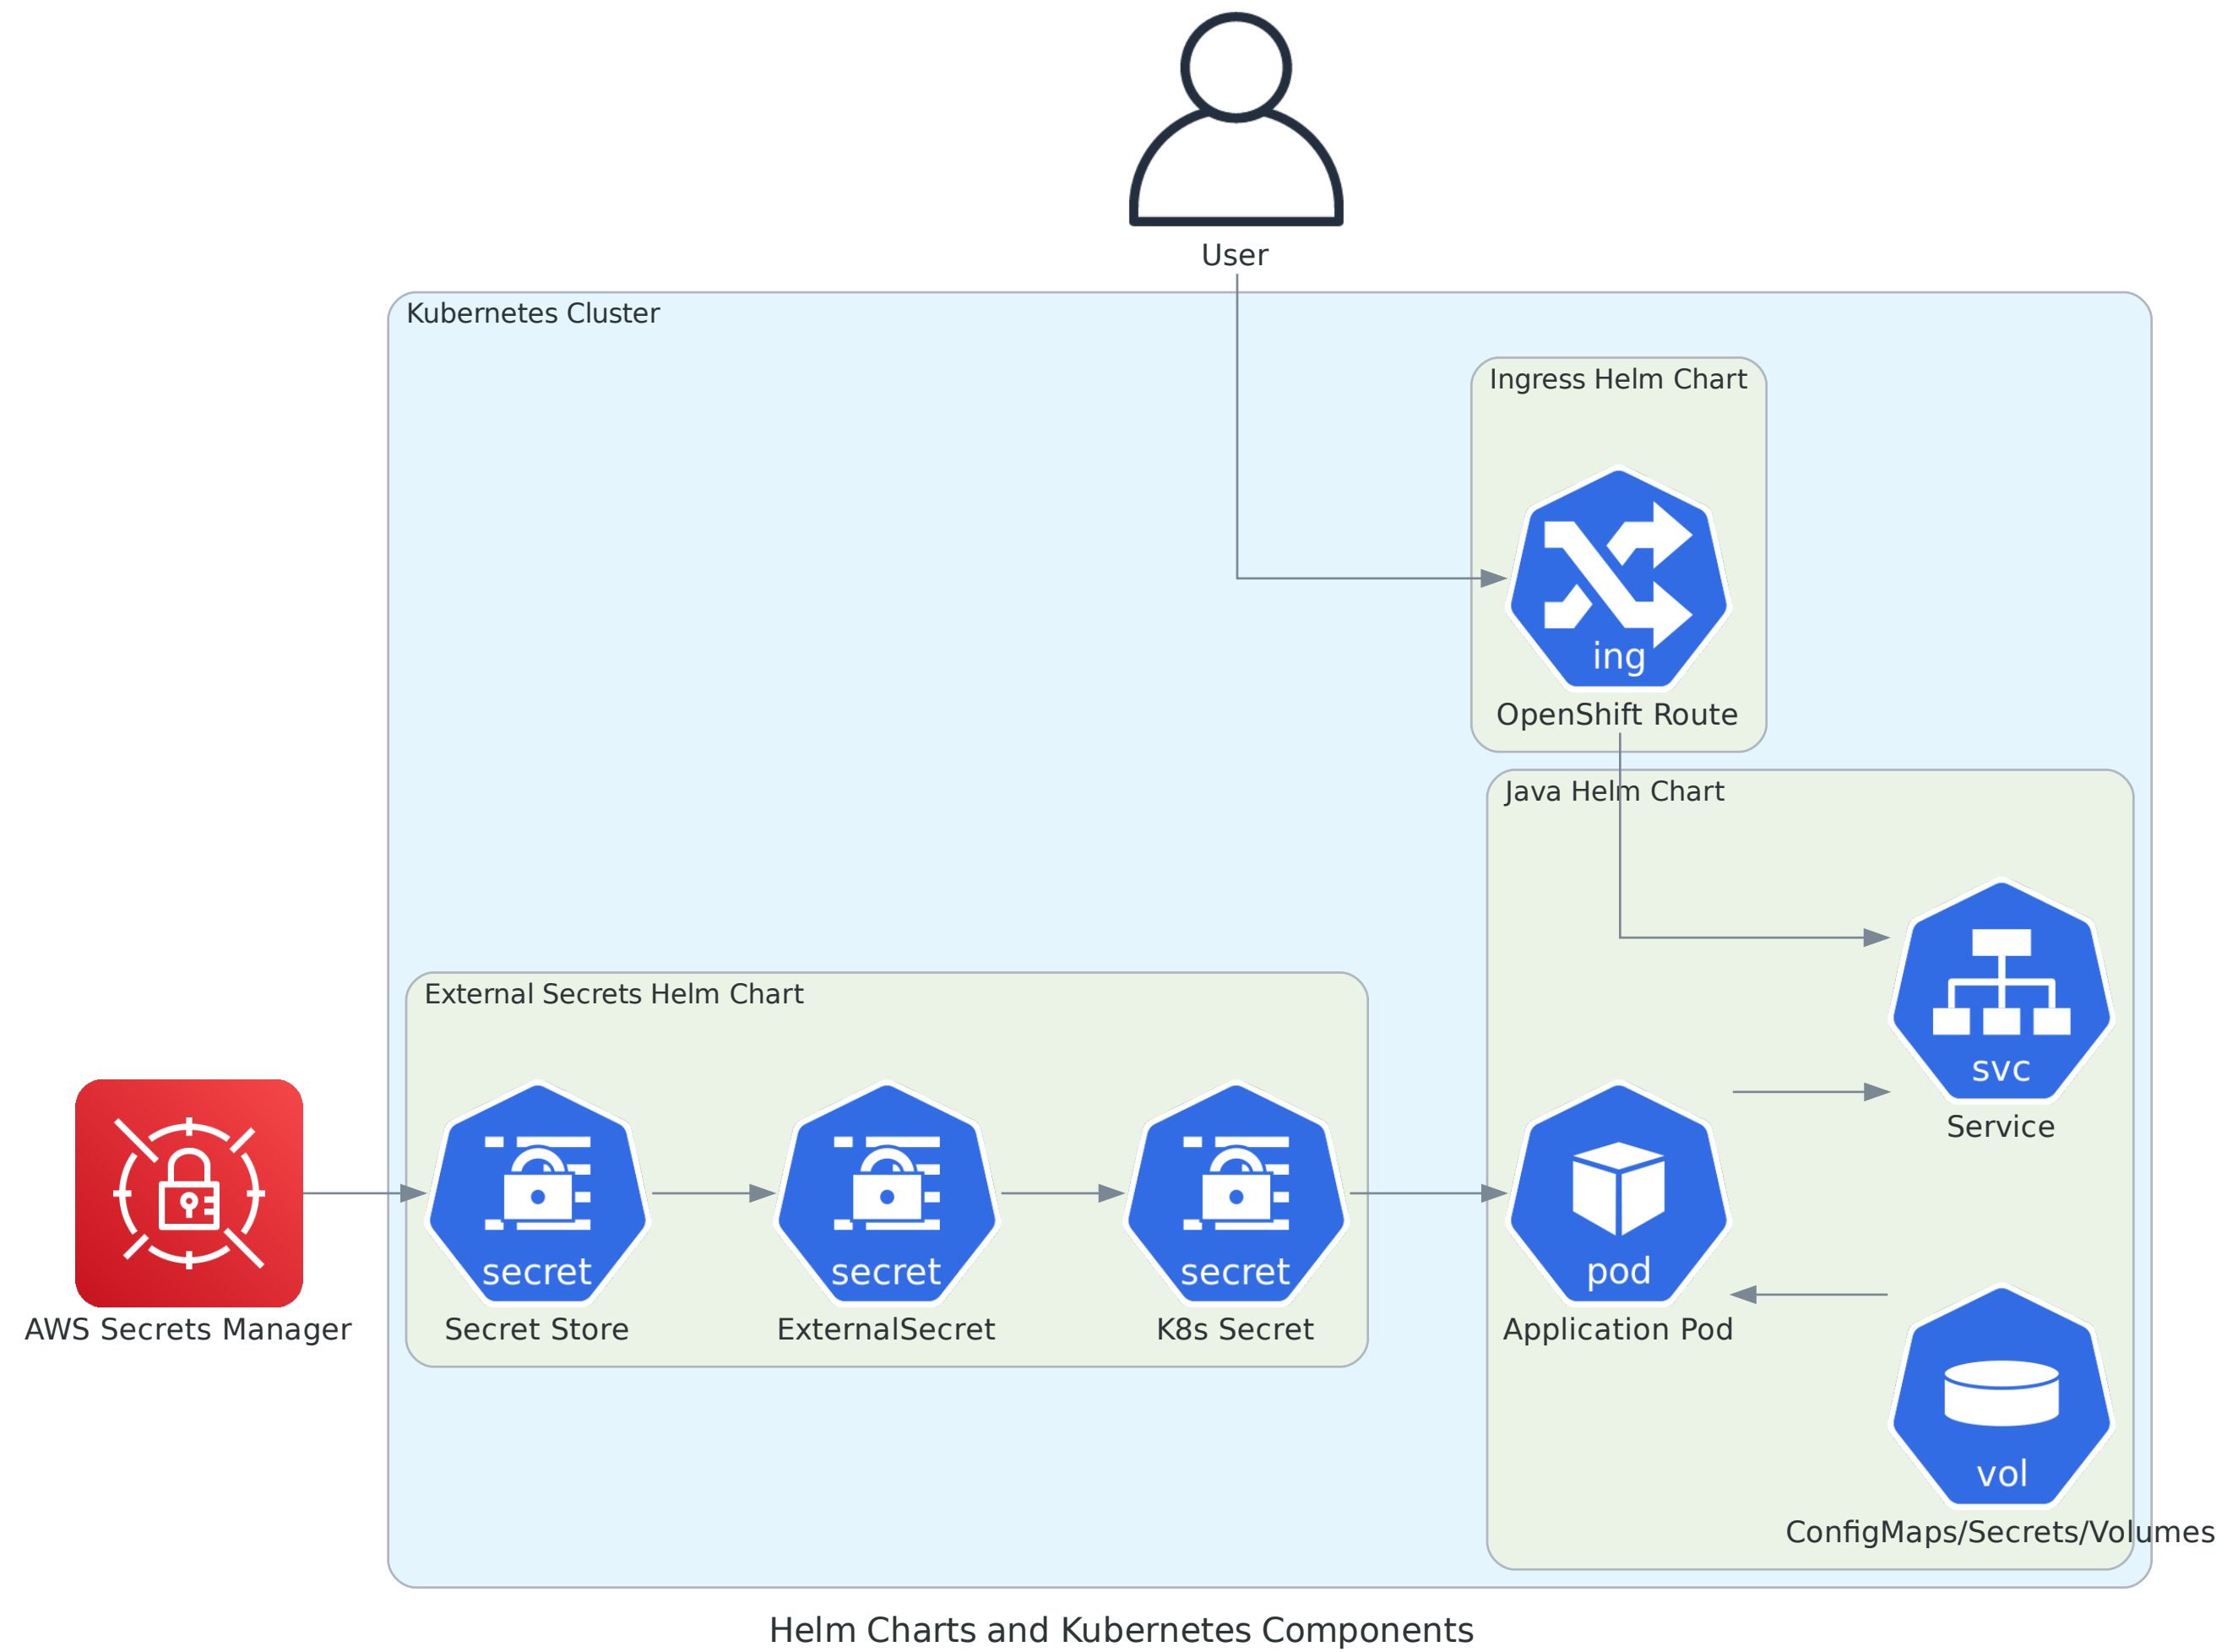 User
Kubernetes Cluster
Ingress Helm Chart
ing
OpenShift Route
Java Helm Chart
svc
Service
External Secrets Helm Chart
secret
secret
secret
pod
AWS Secrets Manager
Secret Store
ExternalSecret
K8s Secret
Application Pod
vol
ConfigMaps/Secrets/Volumes
Helm Charts and Kubernetes Components